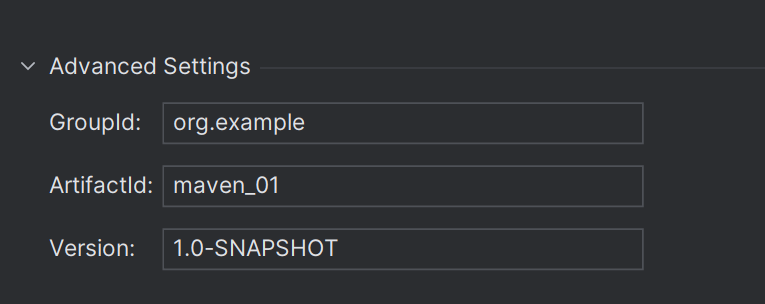 Advanced Settings
GroupId: org.example
ArtifactId: maven_01
Version: 1.0-SNAPSHOT